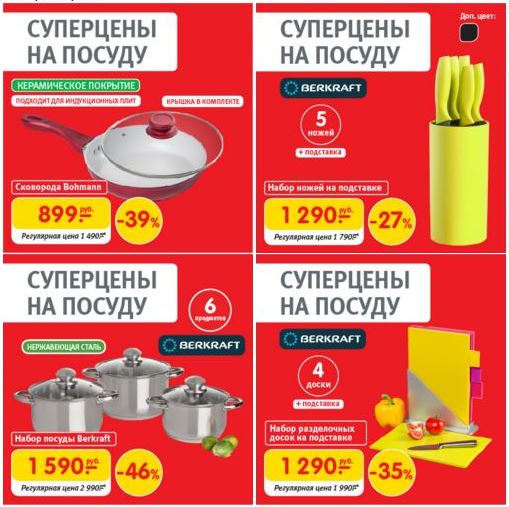 СУПЕРЦЕНЫ
НА ПОСУДУ
КЕРАМИЧЕСКОЕ ПОКРЫТИЕ
ПОДХОДИТ ДЛЯ ИНДУКЦИОННЫХ ПЛИТ
КРЫШКА В КОМПЛЕКТЕ
Сковорода Bohmann
899.-руб.
-39%
Регулярная цена 1 490Р*
Доп. цвет:
СУПЕРЦЕНЫ
НА ПОСУДУ
BERKRAFT
5
ножей
+ подставка
Набор ножей на подставке
1 290.-руб.
-27%
Регулярная цена 1 790Р*
СУПЕРЦЕНЫ
НА ПОСУДУ
6
предметов
НЕРЖАВЕЮЩАЯ СТАЛЬ
BERKRAFT
Набор посуды Berkraft
1 590.-руб.
-46%
Регулярная цена 2 990Р*
СУПЕРЦЕНЫ
НА ПОСУДУ
BERKRAFT
4
доски
+ подставка
Набор разделочных
досок на подставке
1 290.-руб.
-35%
Регулярная цена 1 990Р*